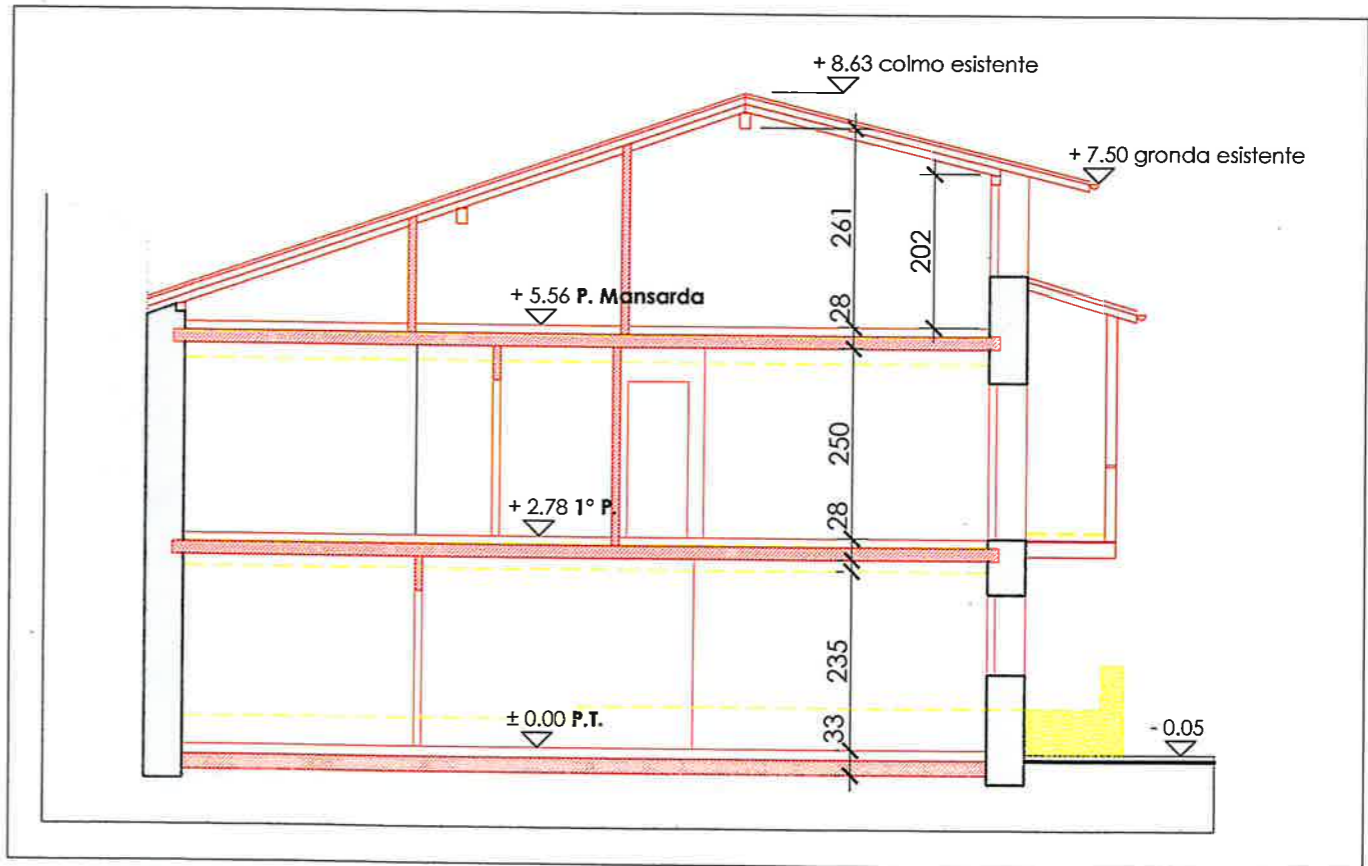 + 8.63 colmo esistente
+ 7.50 gronda esistente
261
202
+ 5.56 P. Mansarda
28
250
+ 2.78 1° P.
28
235
± 0.00 P.T.
33
- 0.05